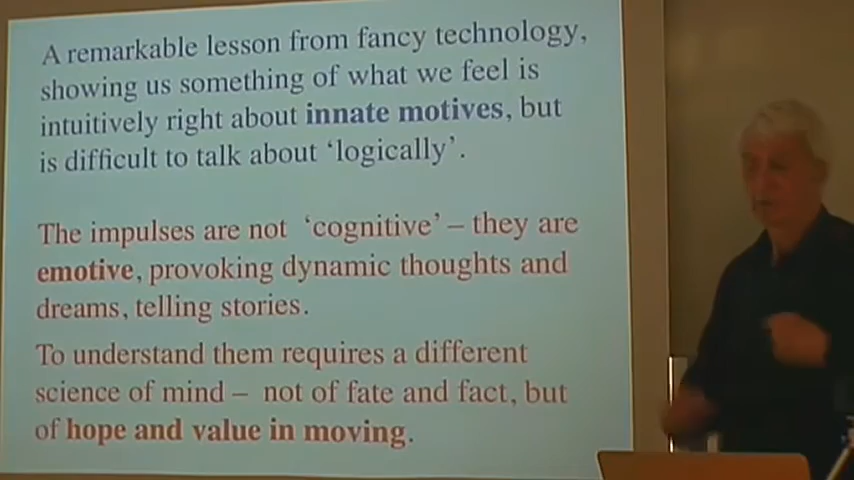 A remarkable lesson from fancy technology,
showing us something of what we feel is
intuitively right about innate motives, but
is difficult to talk about ‘logically’.
The impulses are not ‘cognitive’ – they are
emotive, provoking dynamic thoughts and
dreams, telling stories.
To understand them requires a different
science of mind – not of fate and fact, but
of hope and value in moving.